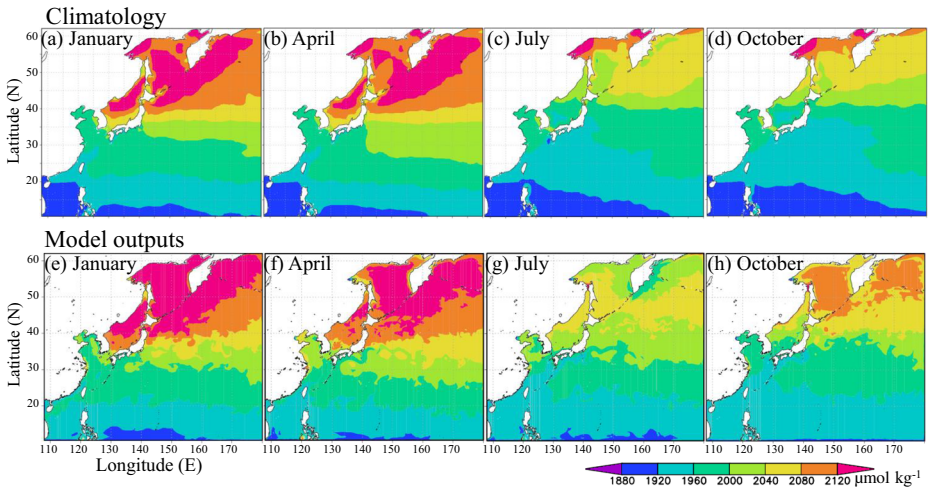 Climatology
(a) January (b) April (c) July (d) October
60
50
40
30
20
Latitude (N)
Model outputs
(e) January (f) April (g) July (h) October
60
50
40
30
20
Latitude (N)
110 120 130 140 150 160 170 110 120 130 140 150 160 170 110 120 130 140 150 160 170 110 120 130 140 150 160 170
Longitude (E)
1880 1920 1960 2000 2040 2080 2120 μmol kg⁻¹